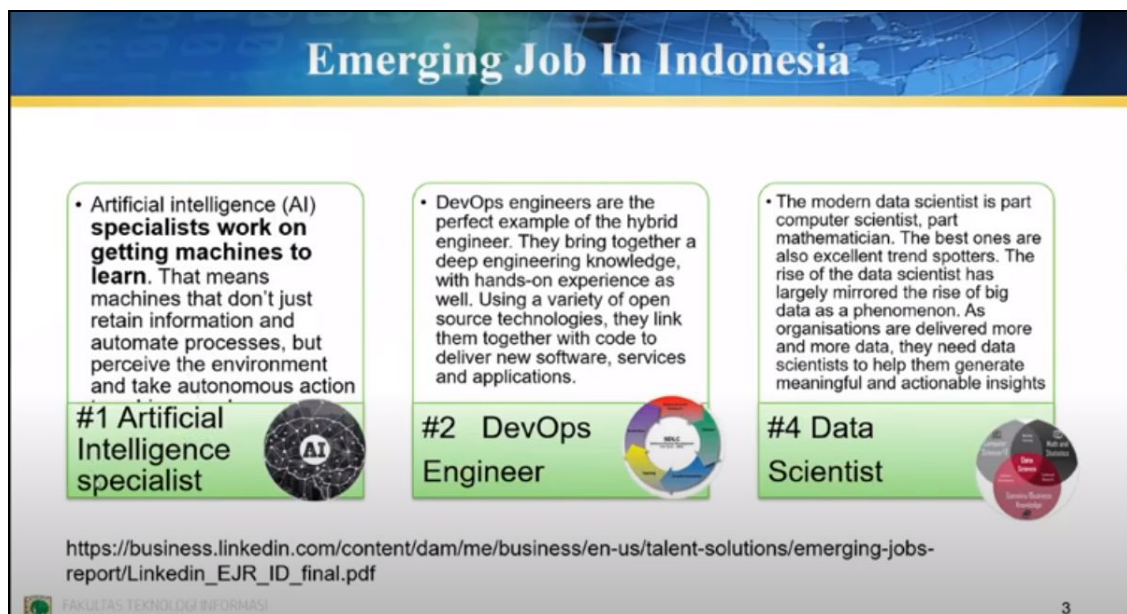 Emerging Job In Indonesia
• Artificial intelligence (AI)
specialists work on
getting machines to
learn. That means
machines that don't just
retain information and
automate processes, but
perceive the environment
and take autonomous action
#1 Artificial
Intelligence
specialist
AI
• DevOps engineers are the
perfect example of the hybrid
engineer. They bring together a
deep engineering knowledge,
with hands-on experience as
well. Using a variety of open
source technologies, they link
them together with code to
deliver new software, services
and applications.
#2 DevOps
Engineer
SDLC
• The modern data scientist is part
computer scientist, part
mathematician. The best ones are
also excellent trend spotters. The
rise of the data scientist has
largely mirrored the rise of big
data as a phenomenon. As
organisations are delivered more
and more data, they need data
scientists to help them generate
meaningful and actionable insights
#4 Data
Scientist
Math and
Statistics
Data
Science
https://business.linkedin.com/content/dam/me/business/en-us/talent-solutions/emerging-jobs-
report/Linkedin_EJR_ID_final.pdf
FAKULTAS TEKNOLOGI INFORMASI
3